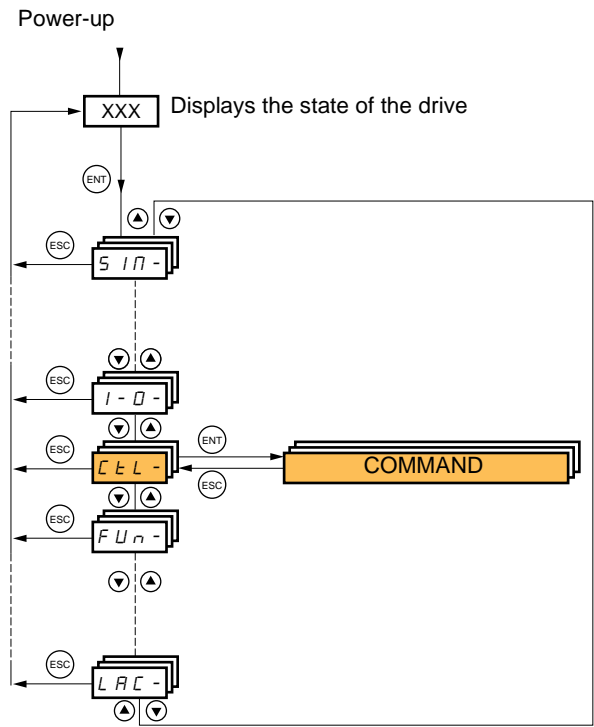 Power-up
XXX Displays the state of the drive
ENT
ESC
SIM-
ESC
I-O-
ESC
ENT
CtL-
COMMAND
ESC
ESC
FUn-
ESC
LAC-